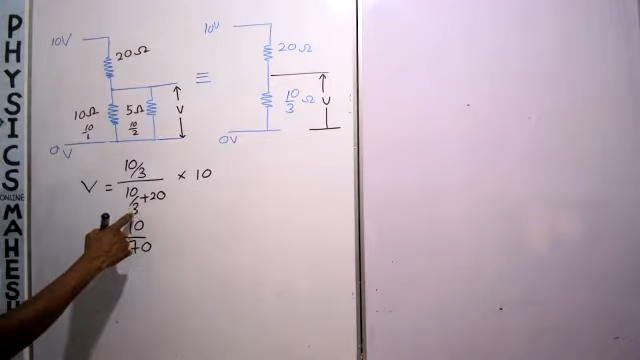 PHYSICS
ONLINE
MAHESH
10V
20Ω
10Ω
10/1
5Ω
10/2
V
0V
≡
10V
20Ω
10/3 Ω
V
0V
V = 10/3 / 10/3 + 20 × 10
10
70